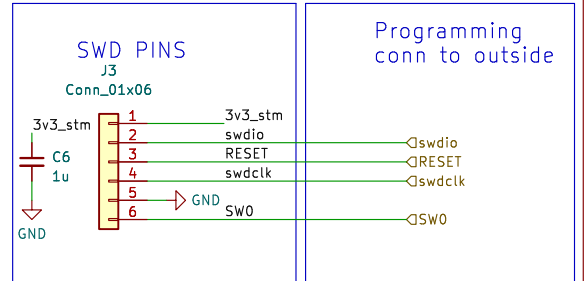 SWD PINS
J3
Conn_01x06
Programming
conn to outside
1 3v3_stm
3v3_stm
2 swdio swdio
3 RESET RESET
C6
1u
4 swdclk swdclk
5 GND
6 SWO SWO
GND